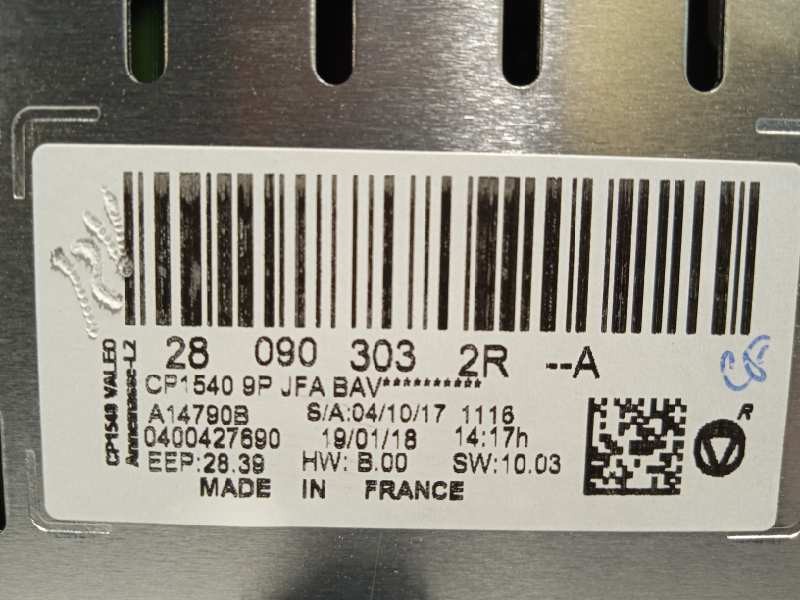 28 090 303 2R --A
CP1540 9P JFA BAV**********
A14790B S/A:04/10/17 1116
0400427690 19/01/18 14:17h
EEP:28.39 HW: B.00 SW:10.03
MADE IN FRANCE
CP1540 VALEO
Annemasse-LZ
R